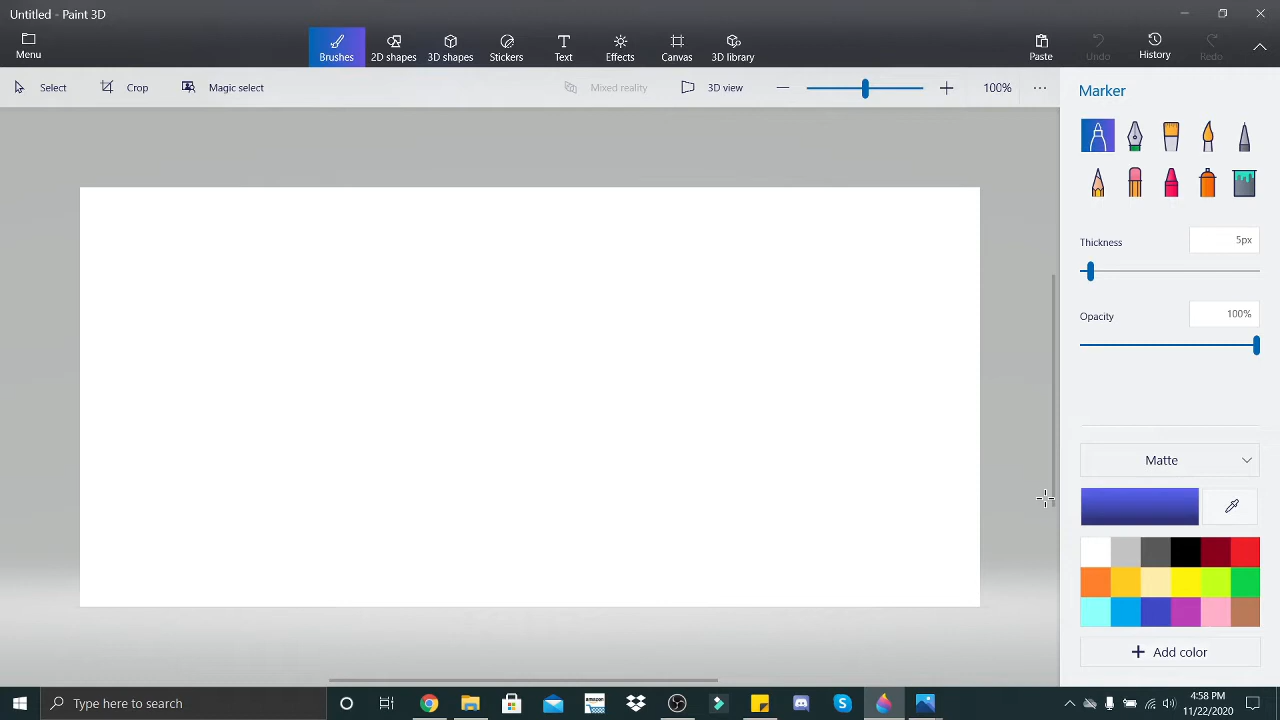 Untitled - Paint 3D
Menu
Brushes
2D shapes
3D shapes
Stickers
Text
Effects
Canvas
3D library
Paste
Undo
History
Redo
Select
Crop
Magic select
Mixed reality
3D view
100%
Marker
Thickness
5px
Opacity
100%
Matte
Add color
Type here to search
amazon
4:58 PM
11/22/2020